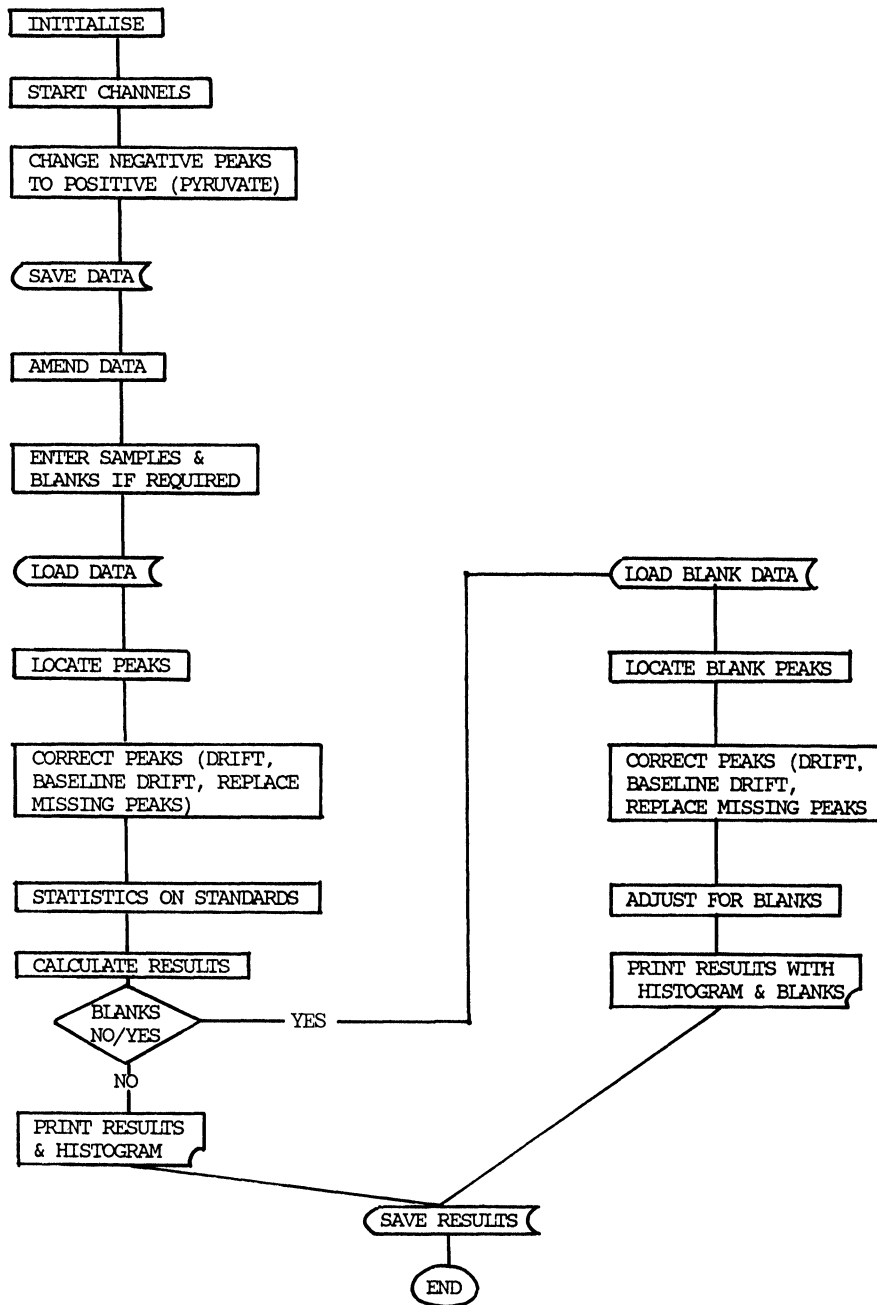 INITIALISE
START CHANNELS
CHANGE NEGATIVE PEAKS
TO POSITIVE (PYRUVATE)
SAVE DATA
AMEND DATA
ENTER SAMPLES &
BLANKS IF REQUIRED
LOAD DATA
LOCATE PEAKS
CORRECT PEAKS (DRIFT,
BASELINE DRIFT, REPLACE
MISSING PEAKS)
STATISTICS ON STANDARDS
CALCULATE RESULTS
BLANKS
NO/YES
YES
NO
PRINT RESULTS
& HISTOGRAM
LOAD BLANK DATA
LOCATE BLANK PEAKS
CORRECT PEAKS (DRIFT,
BASELINE DRIFT,
REPLACE MISSING PEAKS
ADJUST FOR BLANKS
PRINT RESULTS WITH
HISTOGRAM & BLANKS
SAVE RESULTS
END